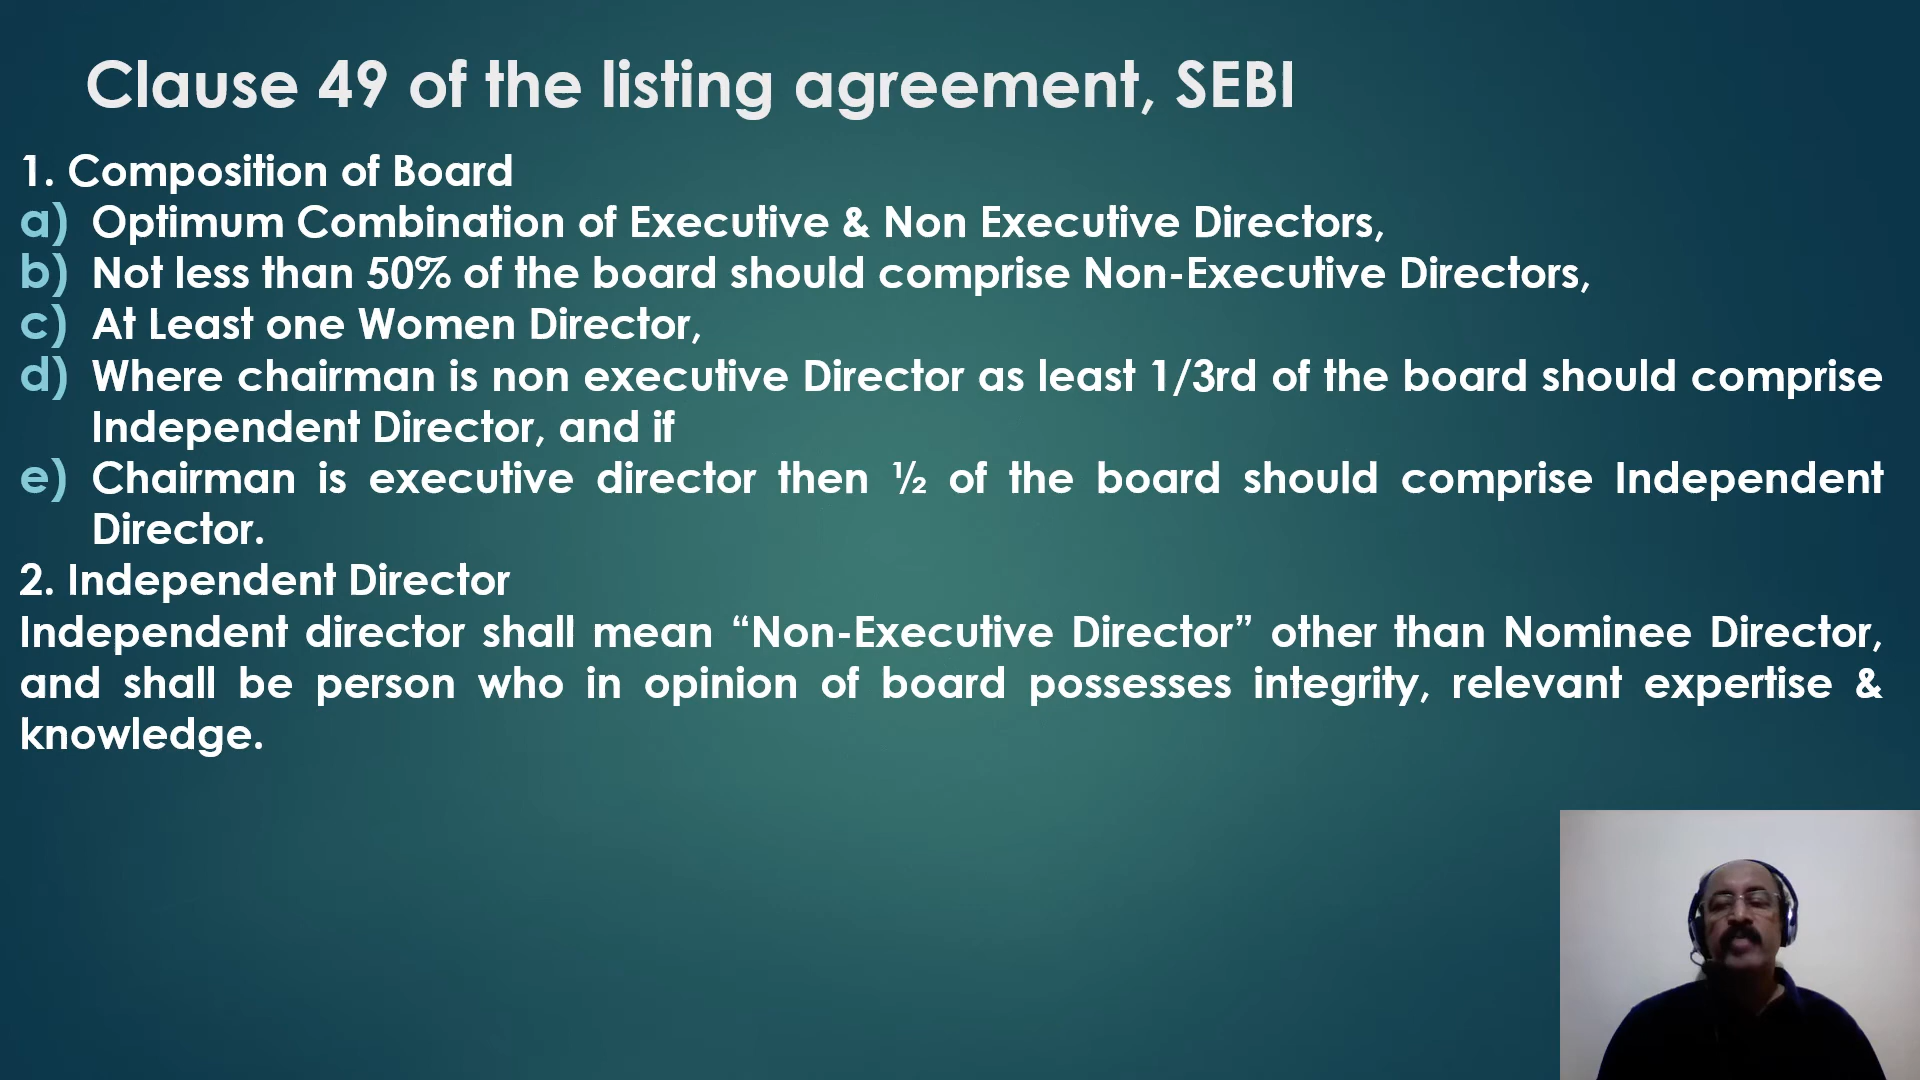 Clause 49 of the listing agreement, SEBI
1. Composition of Board
a) Optimum Combination of Executive & Non Executive Directors,
b) Not less than 50% of the board should comprise Non-Executive Directors,
c) At Least one Women Director,
d) Where chairman is non executive Director as least 1/3rd of the board should comprise
Independent Director, and if
e) Chairman is executive director then ½ of the board should comprise Independent
Director.
2. Independent Director
Independent director shall mean “Non-Executive Director” other than Nominee Director,
and shall be person who in opinion of board possesses integrity, relevant expertise &
knowledge.